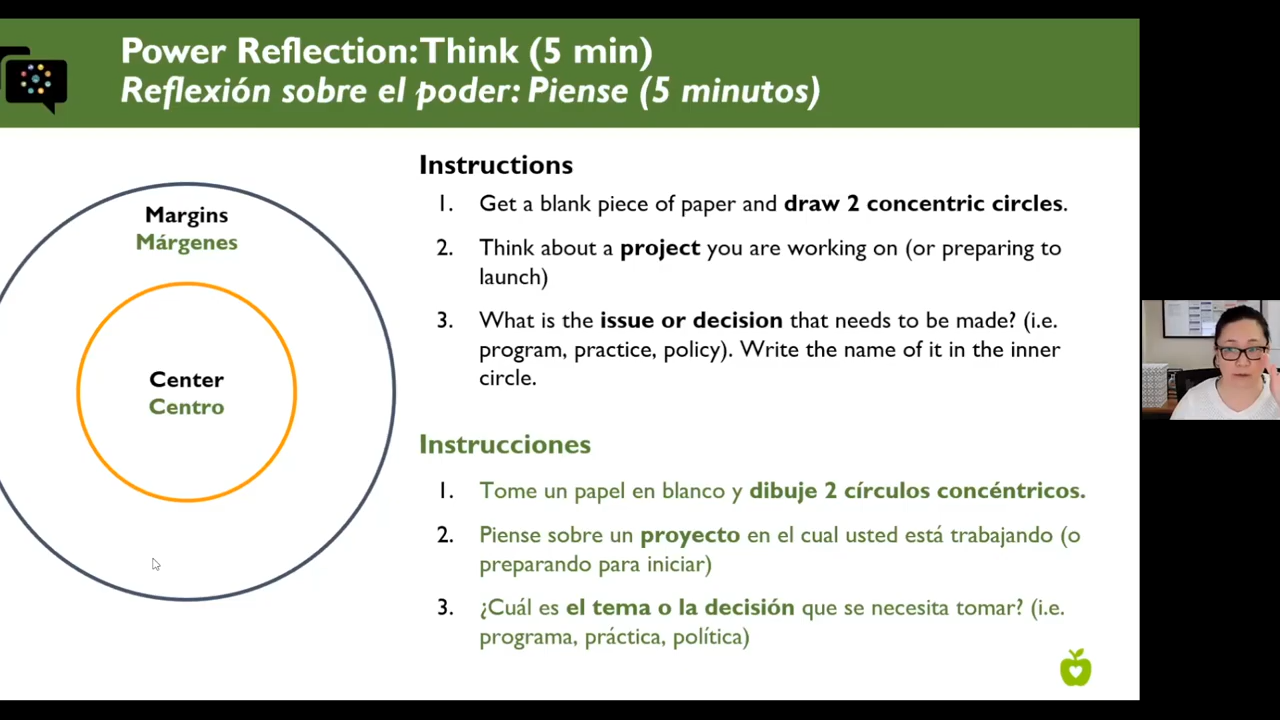 Power Reflection: Think (5 min)
Reflexión sobre el poder: Piense (5 minutos)
Margins
Márgenes
Center
Centro
Instructions
1. Get a blank piece of paper and draw 2 concentric circles.
2. Think about a project you are working on (or preparing to
launch)
3. What is the issue or decision that needs to be made? (i.e.
program, practice, policy). Write the name of it in the inner
circle.
Instrucciones
1. Tome un papel en blanco y dibuje 2 círculos concéntricos.
2. Piense sobre un proyecto en el cual usted está trabajando (o
preparando para iniciar)
3. ¿Cuál es el tema o la decisión que se necesita tomar? (i.e.
programa, práctica, política)